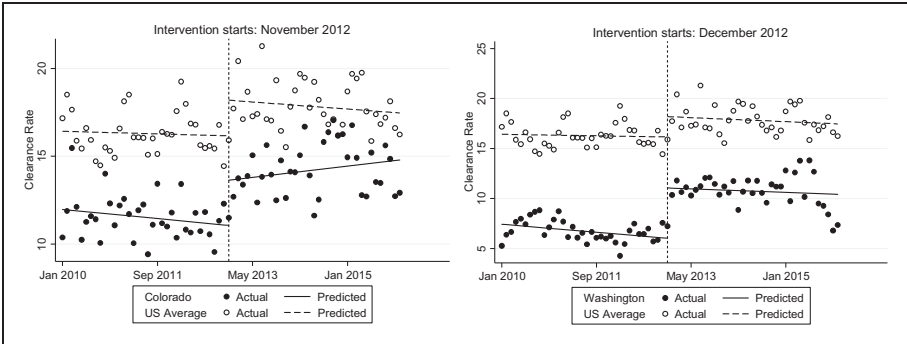 Intervention starts: November 2012
20
15
10
Clearance Rate
Jan 2010
Sep 2011
May 2013
Jan 2015
Colorado Actual Predicted
US Average Actual Predicted
Intervention starts: December 2012
25
20
15
10
5
Clearance Rate
Jan 2010
Sep 2011
May 2013
Jan 2015
Washington Actual Predicted
US Average Actual Predicted